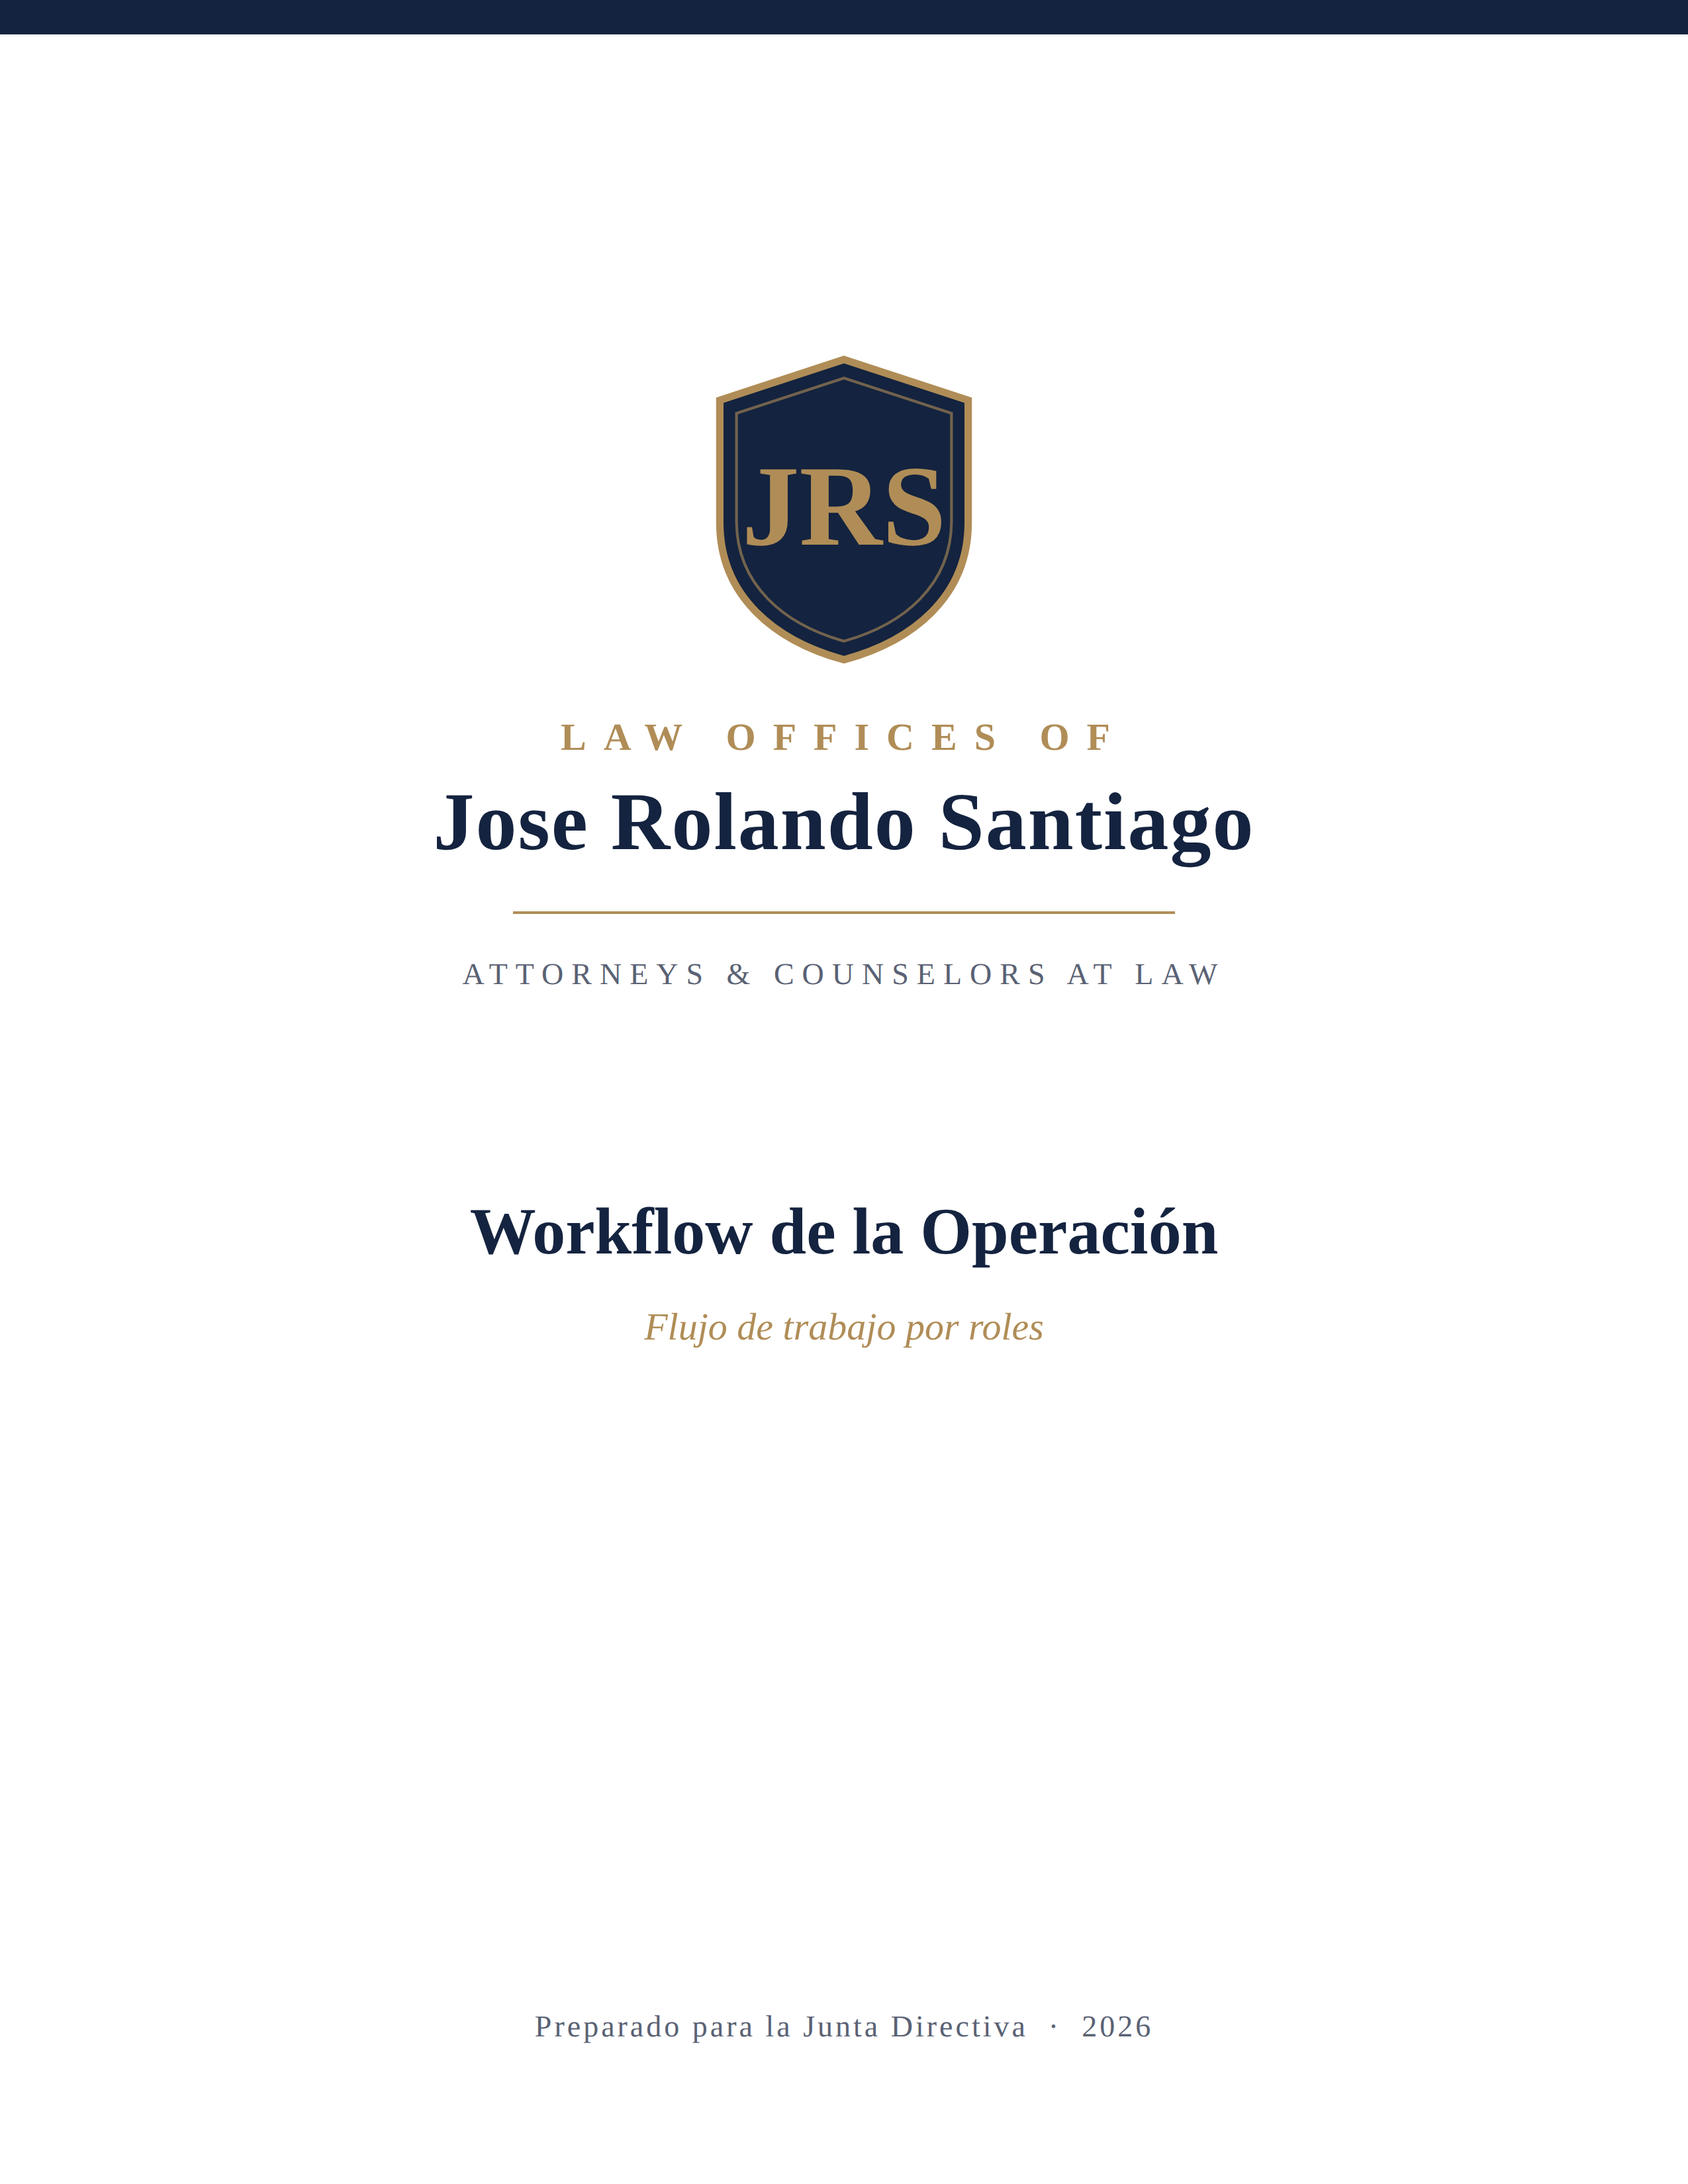 JRS
LAW OFFICES OF
Jose Rolando Santiago
ATTORNEYS & COUNSELORS AT LAW
Workflow de la Operación
Flujo de trabajo por roles
Preparado para la Junta Directiva · 2026